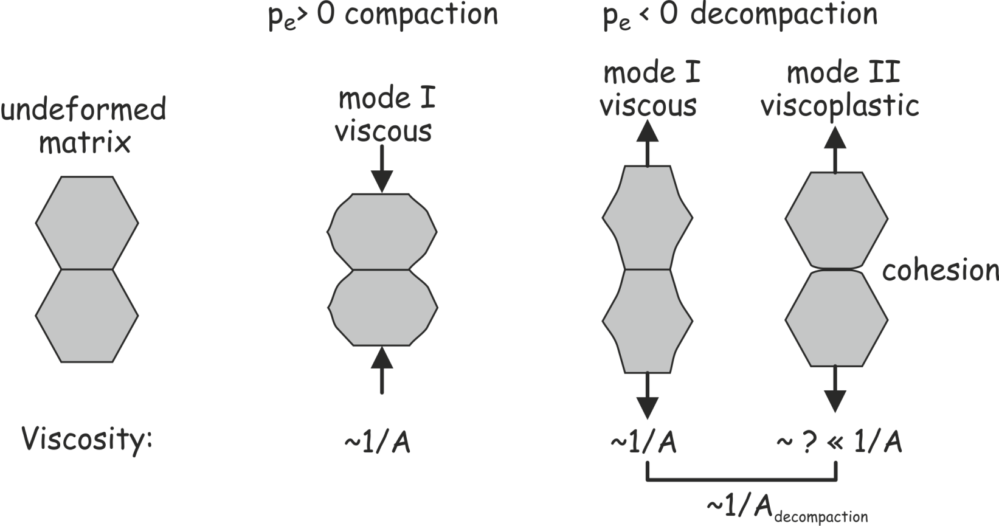 pe> 0 compaction
pe < 0 decompaction
undeformed
matrix
mode I
viscous
mode I
viscous
mode II
viscoplastic
cohesion
Viscosity:
~1/A
~1/A
~ ? « 1/A
~1/Adecompaction